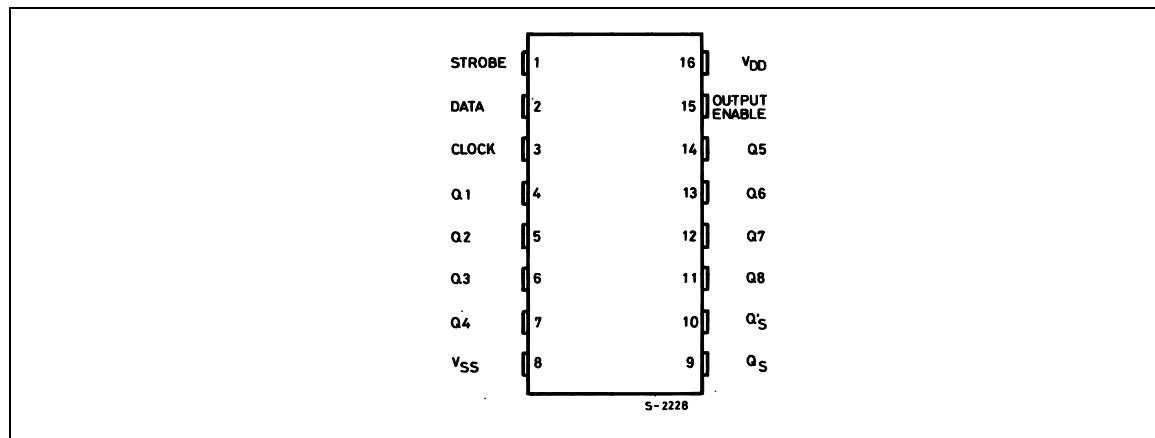 STROBE 1 16 VDD
DATA 2 15 OUTPUT ENABLE
CLOCK 3 14 Q5
Q1 4 13 Q6
Q2 5 12 Q7
Q3 6 11 Q8
Q4 7 10 Q'S
VSS 8 9 QS
S-2228